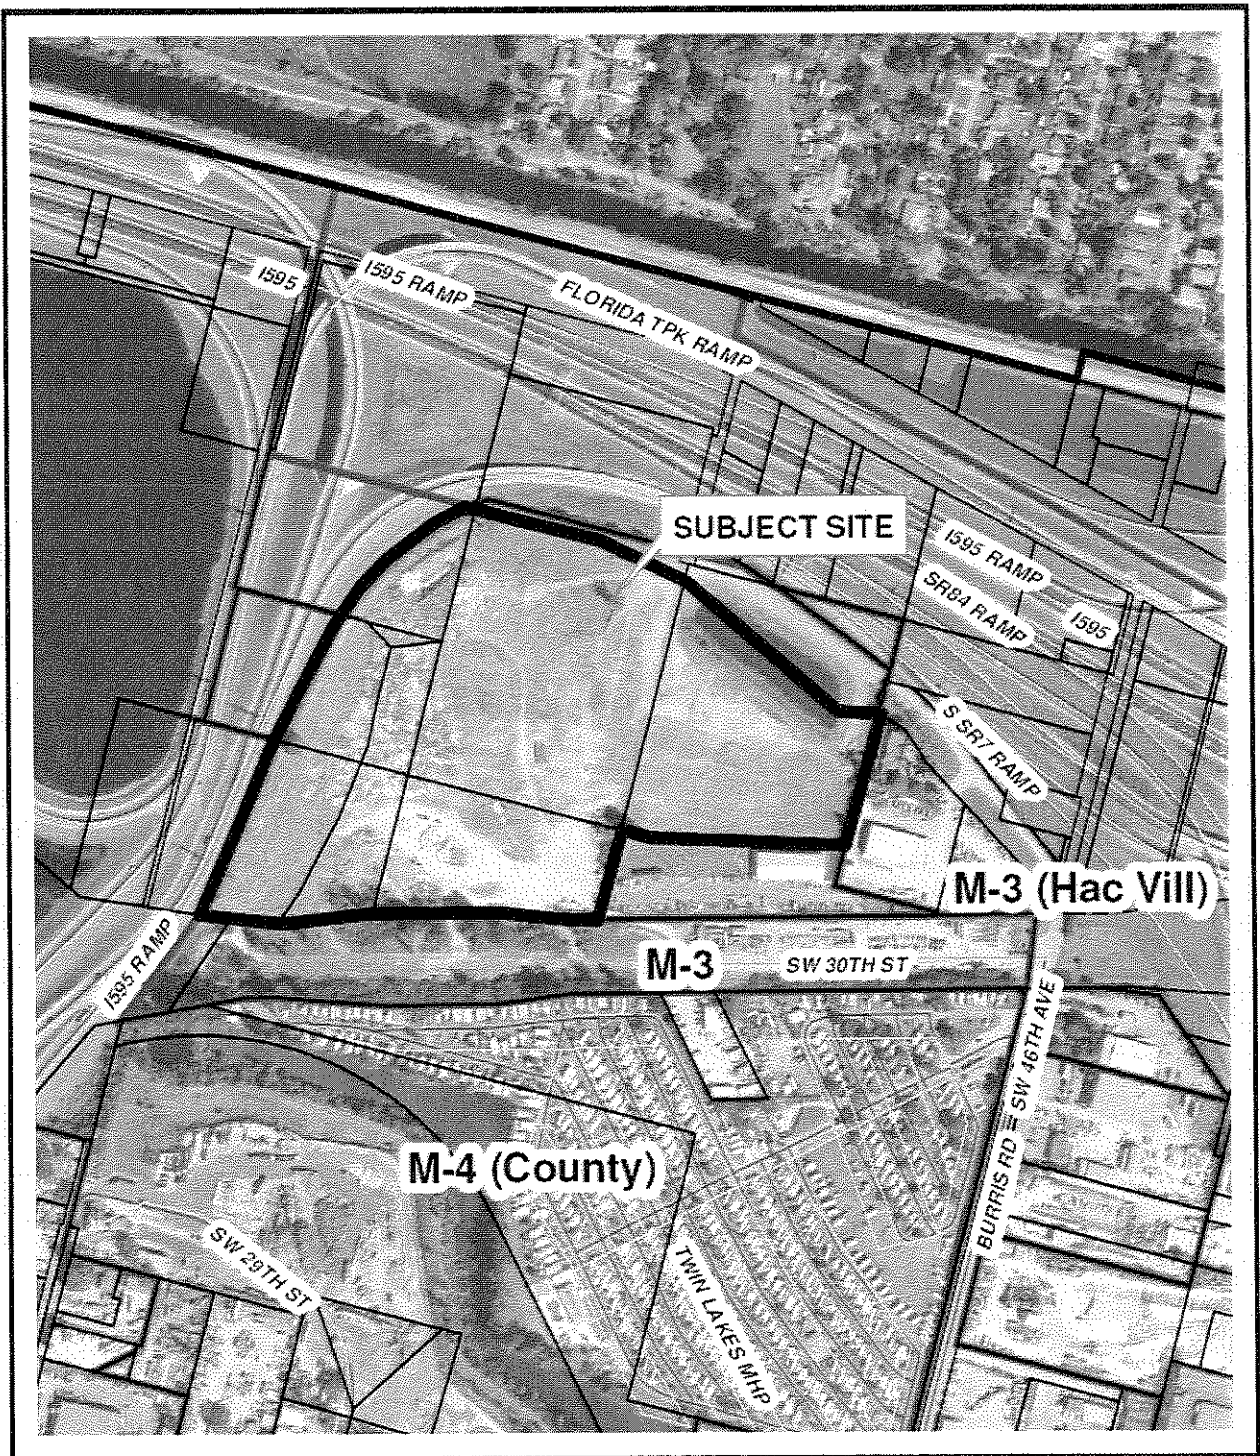 I595
I595 RAMP
FLORIDA TPK RAMP
SUBJECT SITE
I595 RAMP
SR84 RAMP
I595
S SR7 RAMP
M-3 (Hac Vill)
I595 RAMP
M-3
SW 30TH ST
BURRIS RD = SW 46TH AVE
M-4 (County)
SW 29TH ST
TWIN LAKES MHP